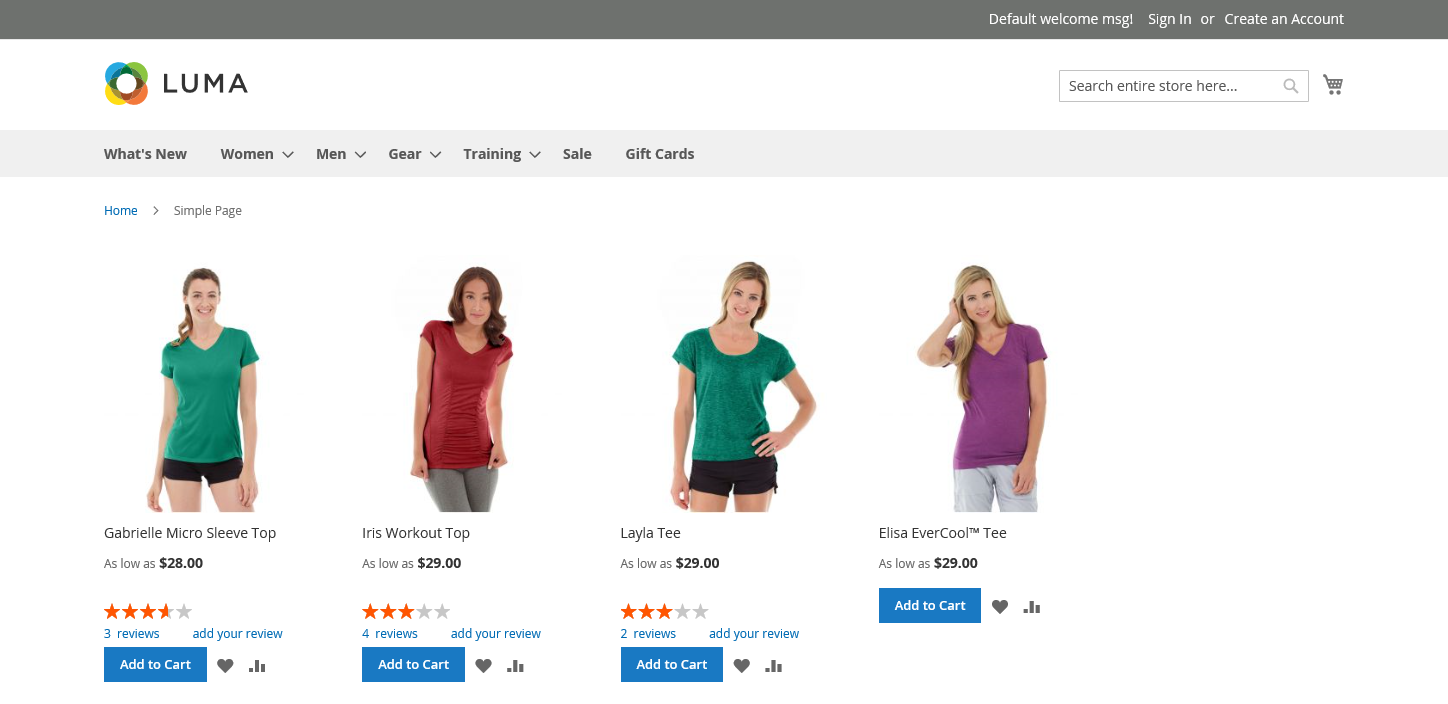 Default welcome msg! Sign In or Create an Account
LUMA
Search entire store here...
What's New Women Men Gear Training Sale Gift Cards
Home Simple Page
Gabrielle Micro Sleeve Top
As low as $28.00
3 reviews add your review
Add to Cart
Iris Workout Top
As low as $29.00
4 reviews add your review
Add to Cart
Layla Tee
As low as $29.00
2 reviews add your review
Add to Cart
Elisa EverCool™ Tee
As low as $29.00
Add to Cart